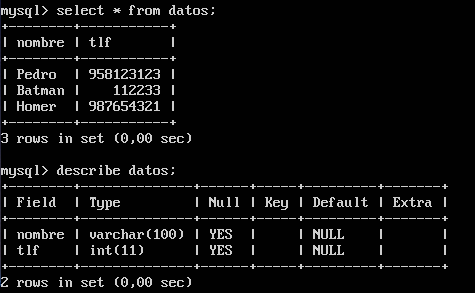 mysql> select * from datos;
+--------+-----------+
| nombre | tlf       |
+--------+-----------+
| Pedro  | 958123123 |
| Batman |    112233 |
| Homer  | 987654321 |
+--------+-----------+
3 rows in set (0,00 sec)

mysql> describe datos;
+--------+--------------+------+-----+---------+-------+
| Field  | Type         | Null | Key | Default | Extra |
+--------+--------------+------+-----+---------+-------+
| nombre | varchar(100) | YES  |     | NULL    |       |
| tlf    | int(11)      | YES  |     | NULL    |       |
+--------+--------------+------+-----+---------+-------+
2 rows in set (0,00 sec)